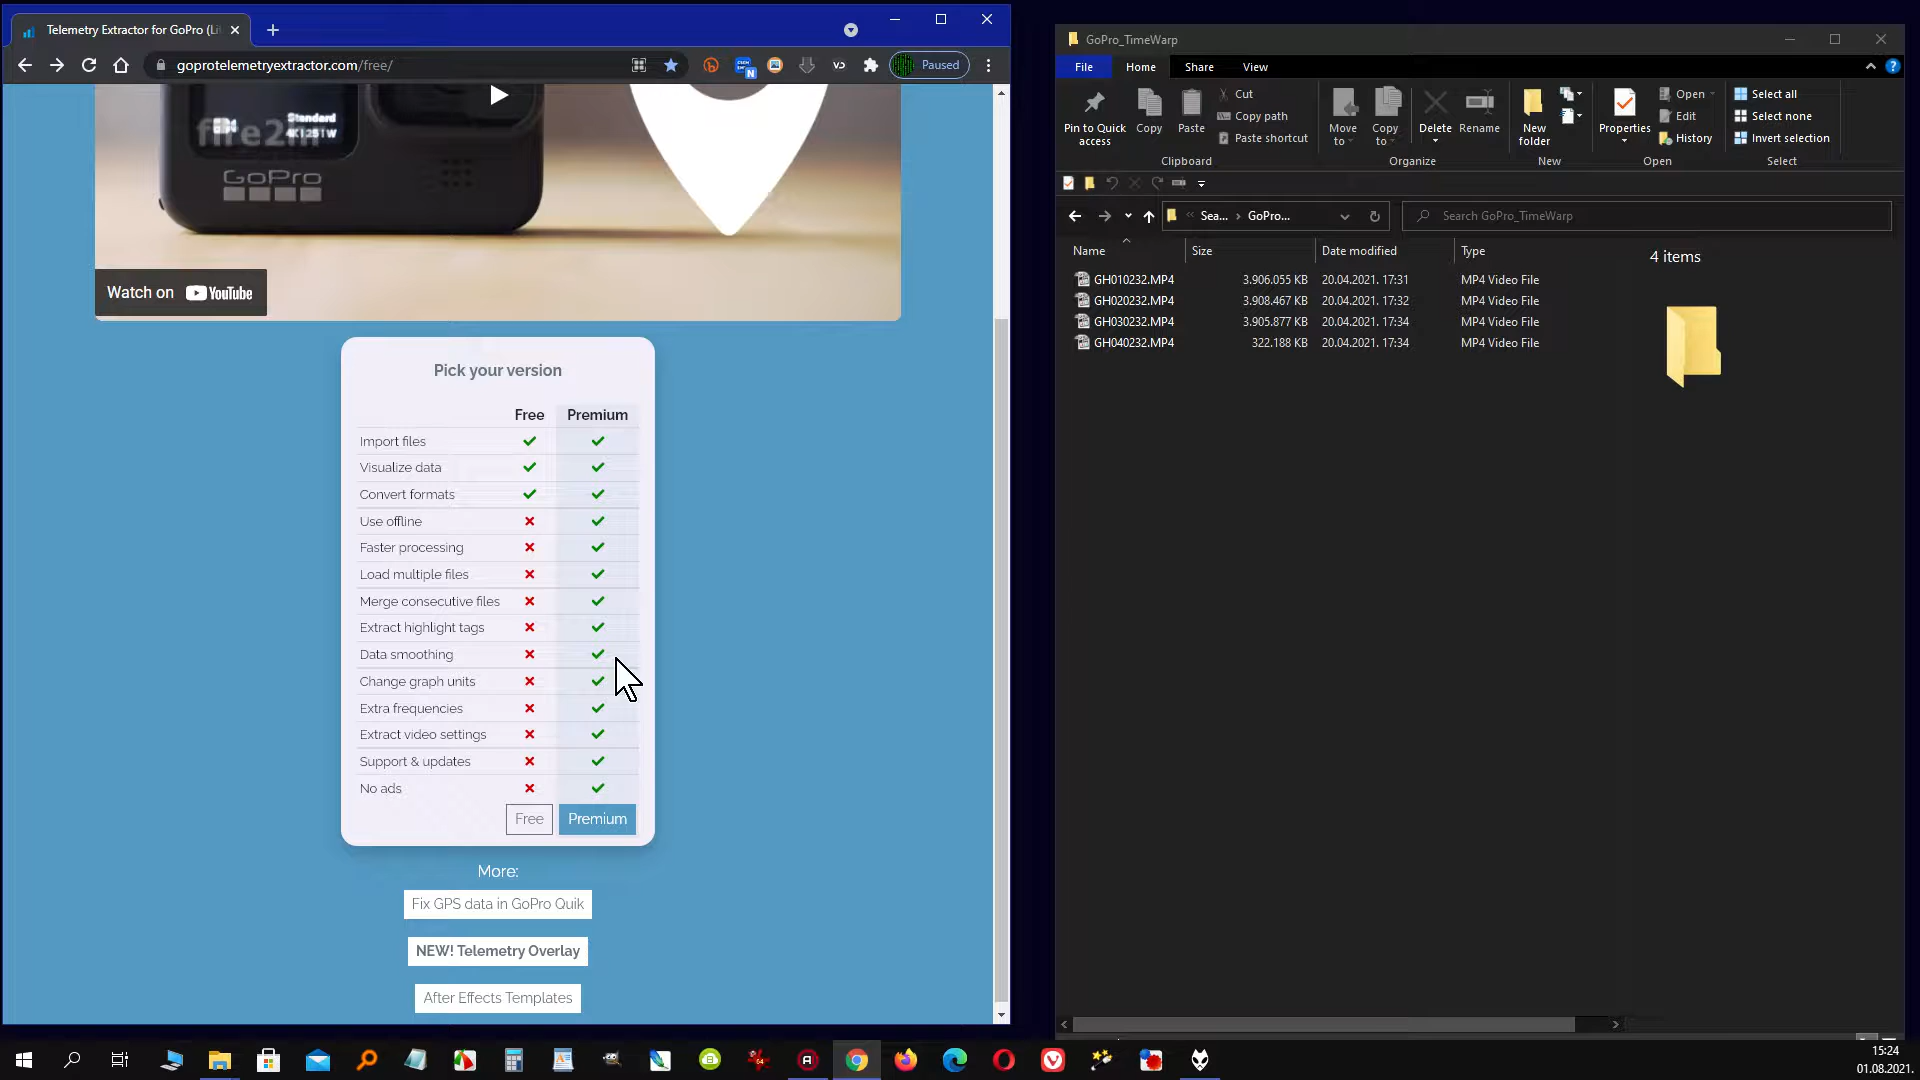 Telemetry Extractor for GoPro (Li
goprotelemetryextractor.com/free/
Paused
Standard
GoPro
Watch on YouTube
Pick your version
Free Premium
Import files
Visualize data
Convert formats
Use offline
Faster processing
Load multiple files
Merge consecutive files
Extract highlight tags
Data smoothing
Change graph units
Extra frequencies
Extract video settings
Support & updates
No ads
Free Premium
More:
Fix GPS data in GoPro Quik
NEW! Telemetry Overlay
After Effects Templates
GoPro_TimeWarp
File Home Share View
Pin to Quick access
Copy
Paste
Cut
Copy path
Paste shortcut
Clipboard
Move to
Copy to
Delete
Rename
Organize
New folder
New
Properties
Open
Edit
History
Open
Select all
Select none
Invert selection
Select
Sea... GoPro...
Search GoPro_TimeWarp
Name Size Date modified Type
GH010232.MP4 3.906.055 KB 20.04.2021. 17:31 MP4 Video File
GH020232.MP4 3.908.467 KB 20.04.2021. 17:32 MP4 Video File
GH030232.MP4 3.905.877 KB 20.04.2021. 17:34 MP4 Video File
GH040232.MP4 322.188 KB 20.04.2021. 17:34 MP4 Video File
4 items
15:24
01.08.2021.